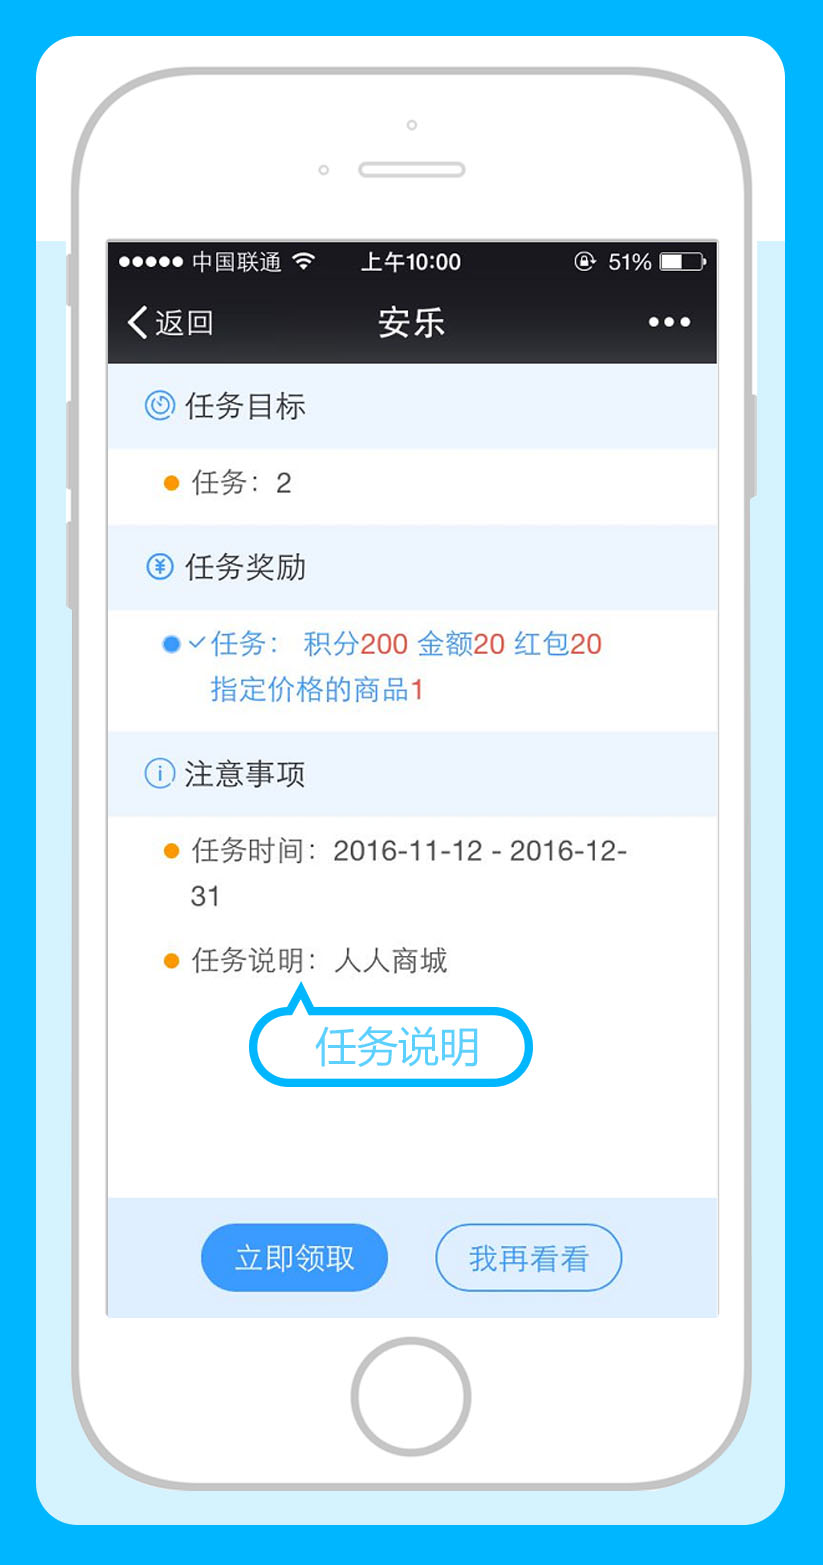 中国联通 上午10:00 51%
返回 安乐
任务目标
任务：2
任务奖励
任务： 积分200 金额20 红包20
指定价格的商品1
注意事项
任务时间：2016-11-12 - 2016-12-
31
任务说明：人人商城
任务说明
立即领取 我再看看